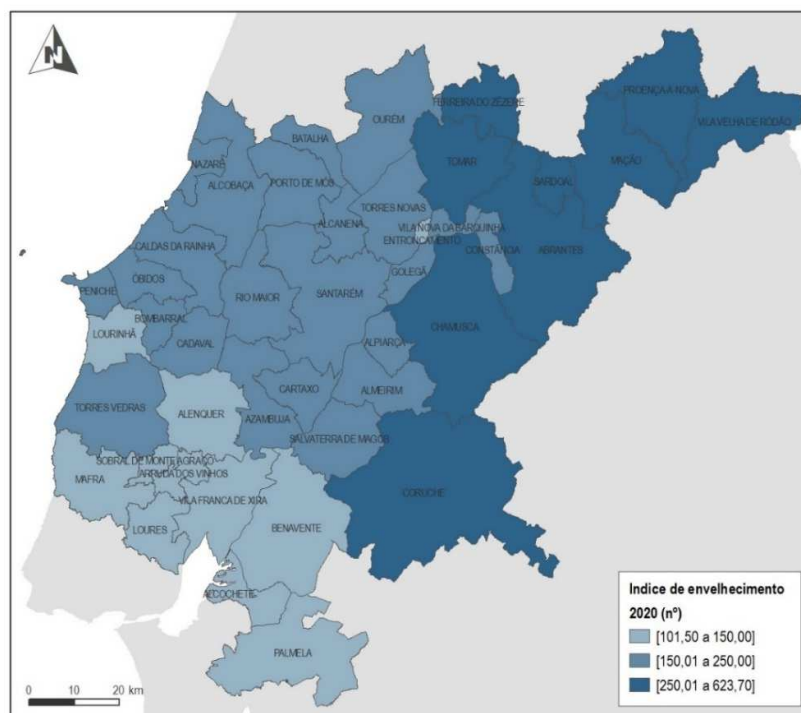 N
FERREIRA DO ZÊZERE
PROENÇA-A-NOVA
VILA VELHA DE RODÃO
OURÉM
BATALHA
NAZARÉ
TOMAR
MAÇÃO
SARDOAL
ALCOBAÇA
PORTO DE MÓS
TORRES NOVAS
ALCANENA
VILA NOVA DA BARQUINHA
ENTRONCAMENTO
CONSTÂNCIA
ABRANTES
CALDAS DA RAINHA
GOLEGÃ
ÓBIDOS
PENICHE
RIO MAIOR
SANTARÉM
CHAMUSCA
BOMBARRAL
LOURINHÃ
CADAVAL
ALPIARÇA
CARTAXO
ALMEIRIM
TORRES VEDRAS
ALENQUER
AZAMBUJA
SALVATERRA DE MAGOS
SOBRAL DE MONTE AGRAÇO
ARRUDA DOS VINHOS
MAFRA
VILA FRANCA DE XIRA
CORUCHE
LOURES
BENAVENTE
ALCOCHETE
PALMELA
Indice de envelhecimento
2020 (nº)
[101,50 a 150,00]
[150,01 a 250,00]
[250,01 a 623,70]
0 10 20 km